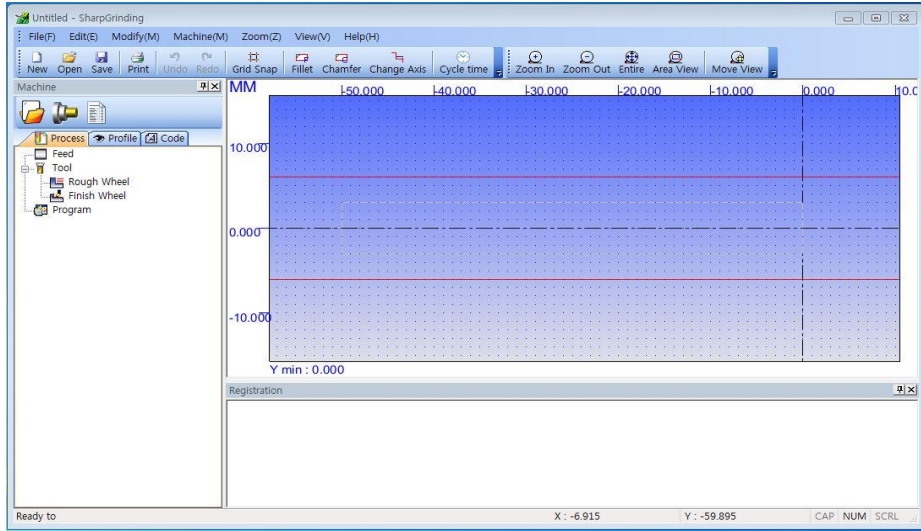 Untitled - SharpGrinding
File(F) Edit(E) Modify(M) Machine(M) Zoom(Z) View(V) Help(H)
New Open Save Print Undo Redo Grid Snap Fillet Chamfer Change Axis Cycle time Zoom In Zoom Out Entire Area View Move View
Machine
Process Profile Code
Feed
Tool
Rough Wheel
Finish Wheel
Program
MM -50.000 -40.000 -30.000 -20.000 -10.000 0.000
10.000
0.000
-10.000
Y min : 0.000
Registration
Ready to X : -6.915 Y : -59.895 CAP NUM SCRL